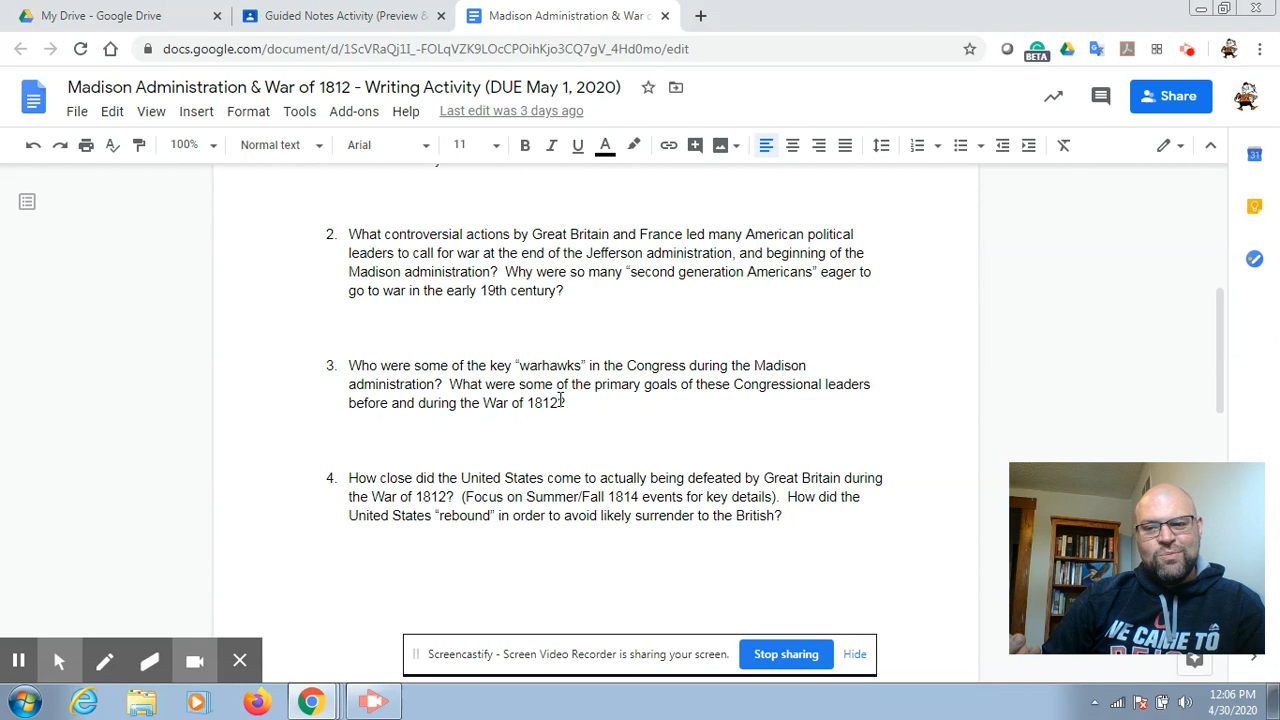 My Drive - Google Drive
Guided Notes Activity (Preview &
Madison Administration & War o
docs.google.com/document/d/1ScVRaQj1I_-FOLqVZK9LOcCPOihKjo3CQ7gV_4Hd0mo/edit
BETA
Madison Administration & War of 1812 - Writing Activity (DUE May 1, 2020)
Share
File Edit View Insert Format Tools Add-ons Help Last edit was 3 days ago
100% Normal text Arial 11 B I U A
31
2. What controversial actions by Great Britain and France led many American political
leaders to call for war at the end of the Jefferson administration, and beginning of the
Madison administration? Why were so many “second generation Americans” eager to
go to war in the early 19th century?
3. Who were some of the key “warhawks” in the Congress during the Madison
administration? What were some of the primary goals of these Congressional leaders
before and during the War of 1812?
4. How close did the United States come to actually being defeated by Great Britain during
the War of 1812? (Focus on Summer/Fall 1814 events for key details). How did the
United States “rebound” in order to avoid likely surrender to the British?
WE CAME TO
Screencastify - Screen Video Recorder is sharing your screen.
Stop sharing
Hide
12:06 PM
4/30/2020